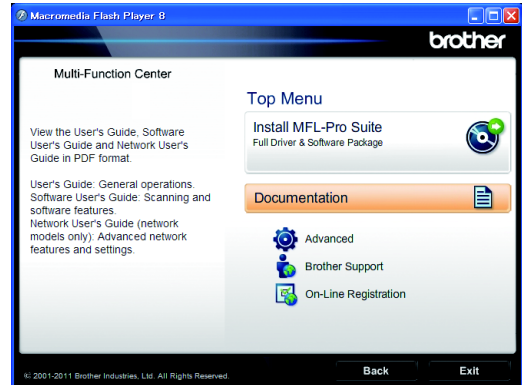 Macromedia Flash Player 8
brother
Multi-Function Center
View the User's Guide, Software
User's Guide and Network User's
Guide in PDF format.
User's Guide: General operations.
Software User's Guide: Scanning and
software features.
Network User's Guide (network
models only): Advanced network
features and settings.
Top Menu
Install MFL-Pro Suite
Full Driver & Software Package
Documentation
Advanced
Brother Support
On-Line Registration
© 2001-2011 Brother Industries, Ltd. All Rights Reserved.
Back
Exit